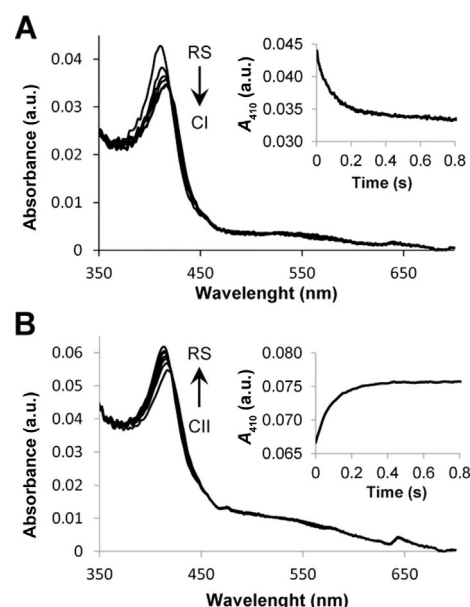 A
Absorbance (a.u.)
0.05
0.04
0.03
0.02
0.01
0
350
450
550
650
Wavelenght (nm)
RS
CI
A410 (a.u.)
0.045
0.040
0.035
0.030
0
0.2
0.4
0.6
0.8
Time (s)
B
Absorbance (a.u.)
0.06
0.05
0.04
0.03
0.02
0.01
0
350
450
550
650
Wavelenght (nm)
RS
CII
A410 (a.u.)
0.080
0.075
0.070
0.065
0
0.2
0.4
0.6
0.8
Time (s)